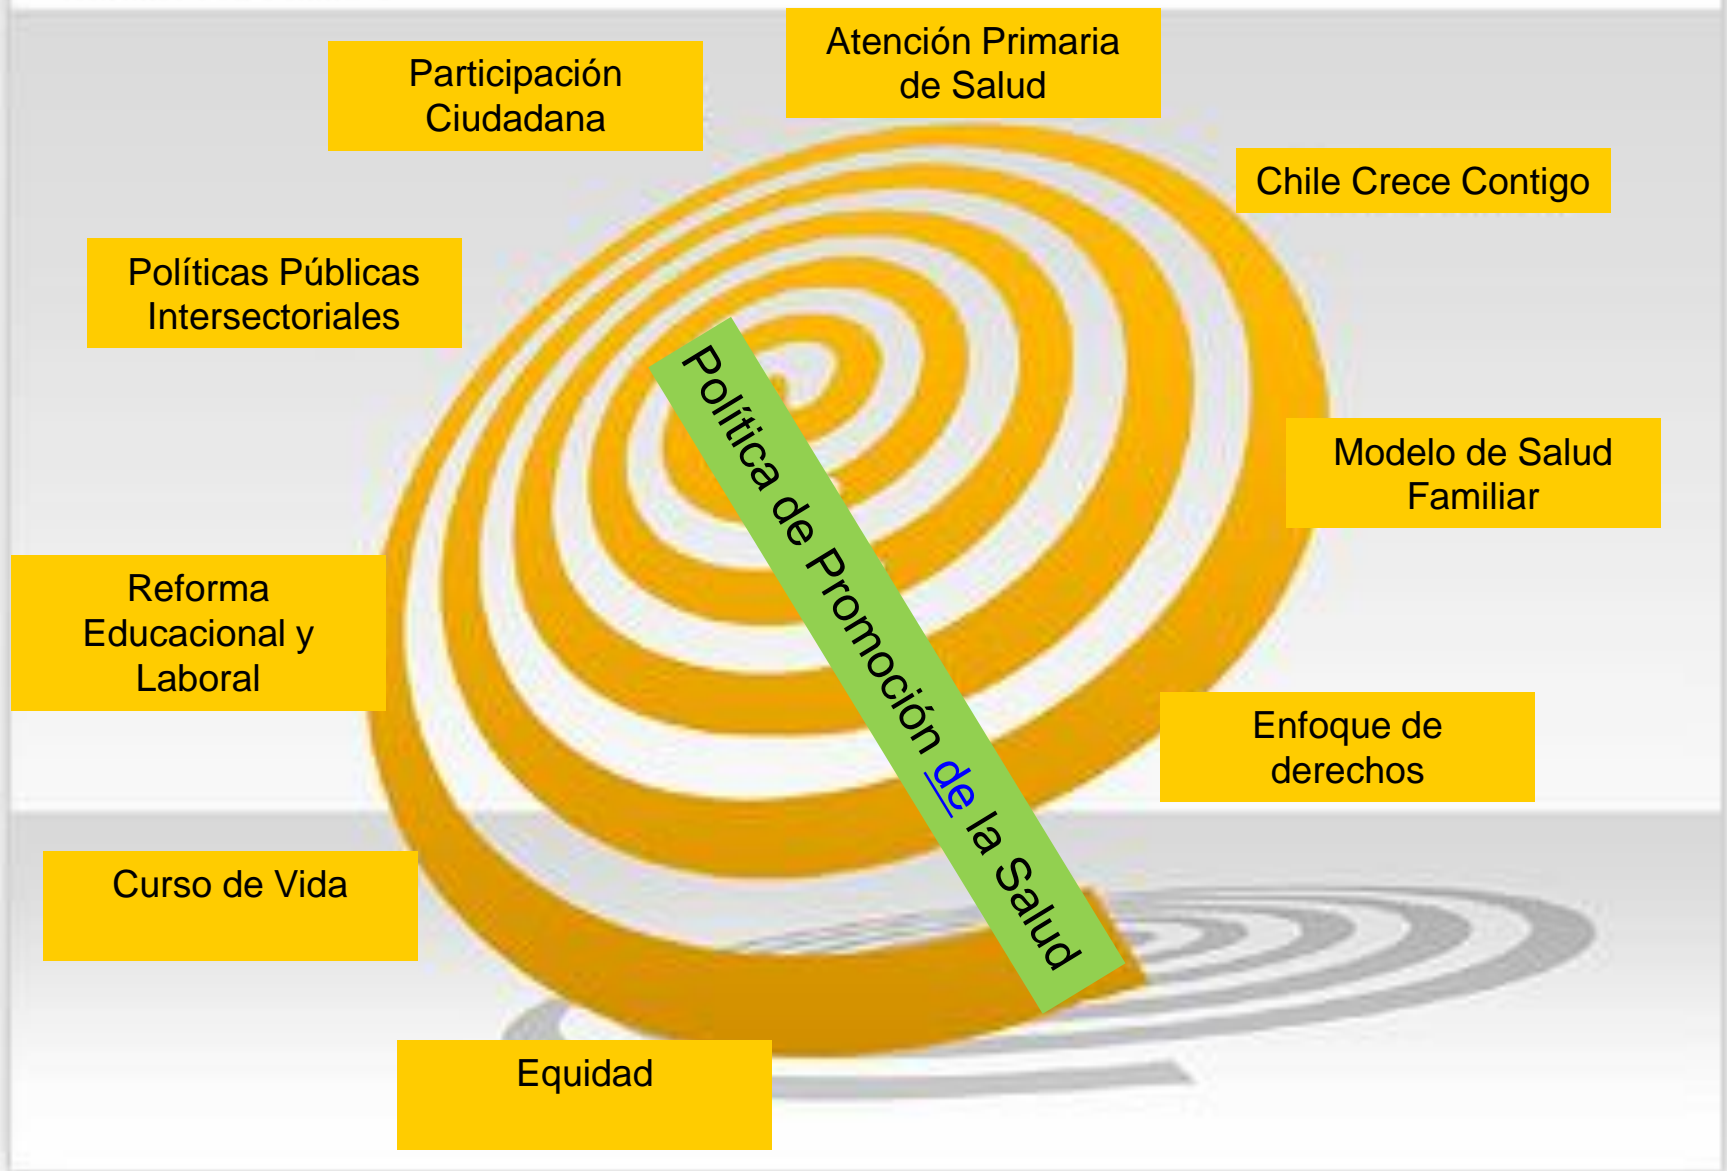 Atención Primaria
de Salud
Participación
Ciudadana
Chile Crece Contigo
Políticas Públicas
Intersectoriales
Política de Promoción de la Salud
Modelo de Salud
Familiar
Reforma
Educacional y
Laboral
Enfoque de
derechos
Curso de Vida
Equidad